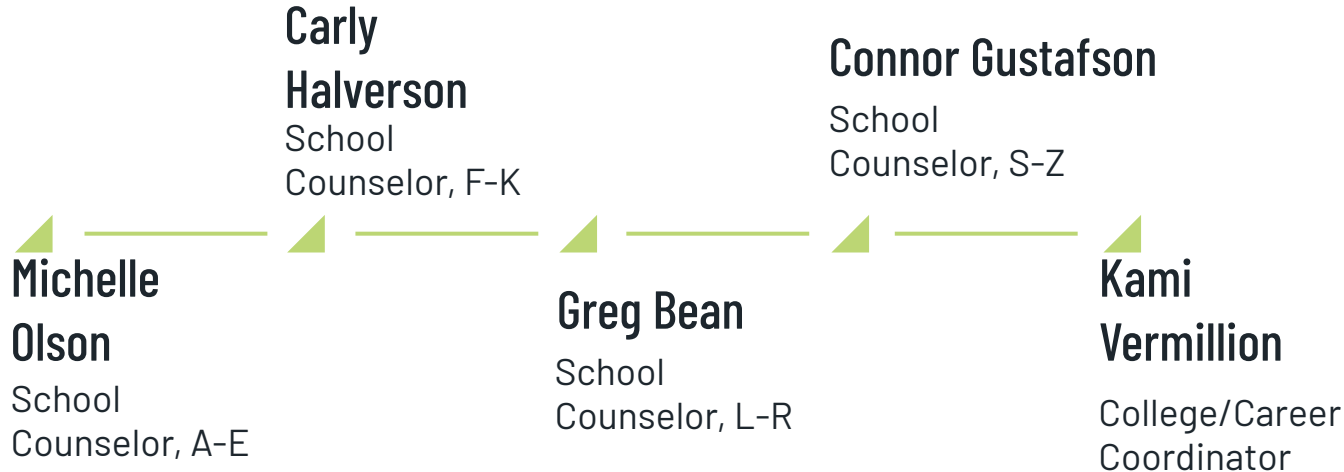 Carly
Halverson
School
Counselor, F-K
Connor Gustafson
School
Counselor, S-Z
Michelle
Olson
School
Counselor, A-E
Greg Bean
School
Counselor, L-R
Kami
Vermillion
College/Career
Coordinator